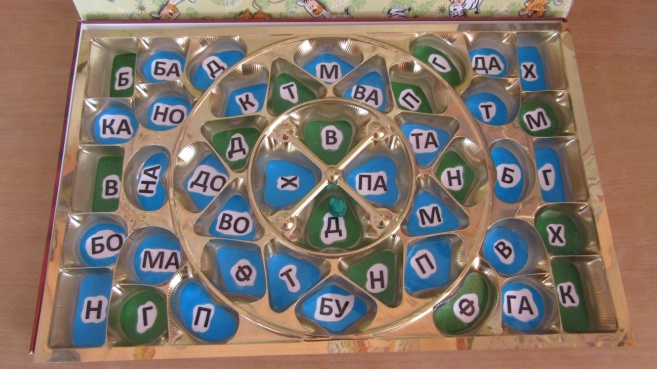 Б БА Д М Г ДА Х
К Т ВА П
КА НО Т М
Д В ТА
В НА ДО Х ПА Н Б Г
ВО Д М
БО МА В Х
Ф Т Н П
Н Г П БУ Ф ГА К